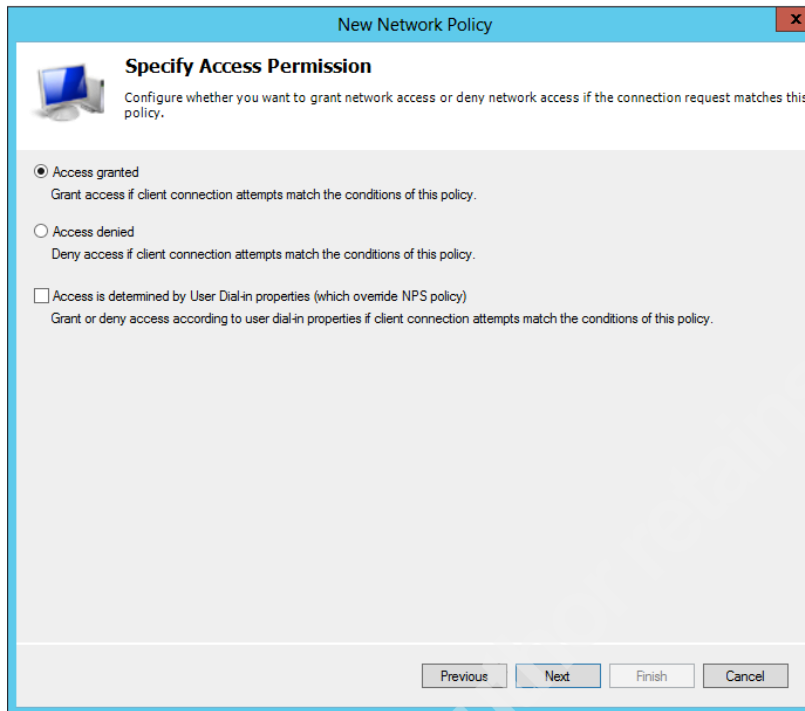 New Network Policy
x
Specify Access Permission
Configure whether you want to grant network access or deny network access if the connection request matches this
policy.
Access granted
Grant access if client connection attempts match the conditions of this policy.
Access denied
Deny access if client connection attempts match the conditions of this policy.
Access is determined by User Dial-in properties (which override NPS policy)
Grant or deny access according to user dial-in properties if client connection attempts match the conditions of this policy.
Previous Next Finish Cancel